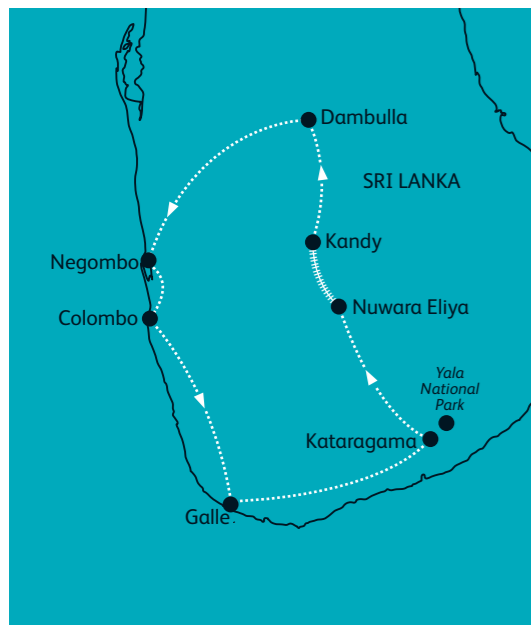 Dambulla
SRI LANKA
Kandy
Negombo
Nuwara Eliya
Colombo
Yala
National
Park
Kataragama
Galle.